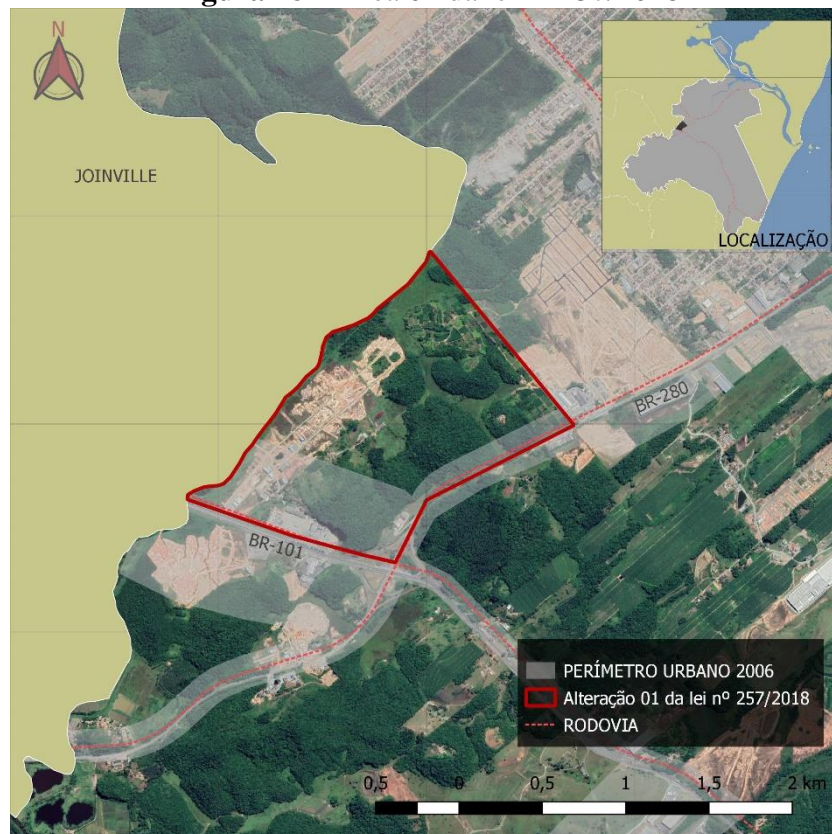 N
JOINVILLE
LOCALIZAÇÃO
BR-280
BR-101
PERÍMETRO URBANO 2006
Alteração 01 da lei nº 257/2018
RODOVIA
0,5 0 0,5 1 1,5 2 km